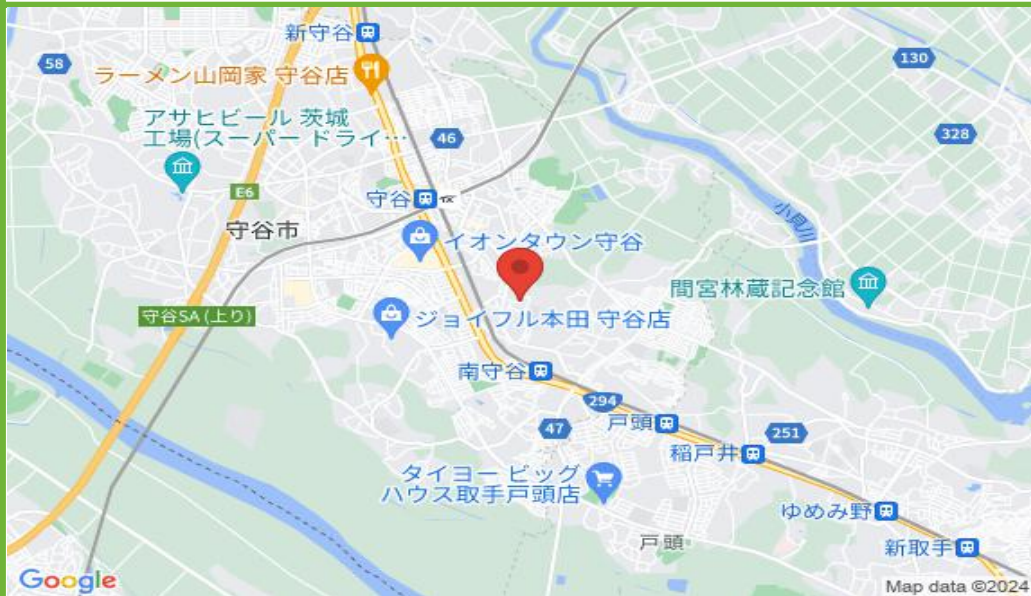 新守谷
58
ラーメン山岡家 守谷店
130
アサヒビール 茨城
工場(スーパー ドライ…
46
328
E6
守谷
TX
守谷市
イオンタウン守谷
小貝川
間宮林蔵記念館
守谷SA(上り)
ジョイフル本田 守谷店
南守谷
294
47
戸頭
251
稲戸井
タイヨー ビッグ
ハウス取手戸頭店
ゆめみ野
戸頭
新取手
Google
Map data ©2024